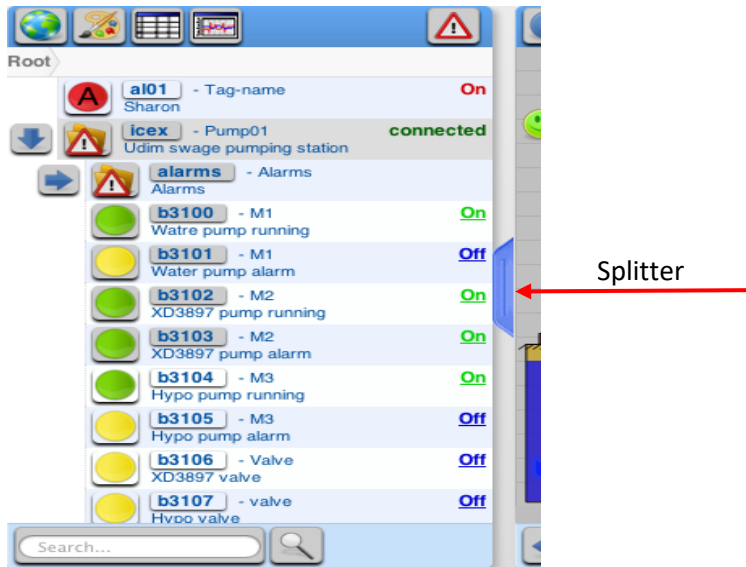 Root
al01 - Tag-name On
Sharon
A
icex - Pump01 connected
Udim swage pumping station
alarms - Alarms
Alarms
b3100 - M1 On
Watre pump running
b3101 - M1 Off
Water pump alarm
b3102 - M2 On
XD3897 pump running
b3103 - M2 On
XD3897 pump alarm
b3104 - M3 On
Hypo pump running
b3105 - M3 Off
Hypo pump alarm
b3106 - Valve Off
XD3897 valve
b3107 - valve Off
Hypo valve
Search...
Splitter